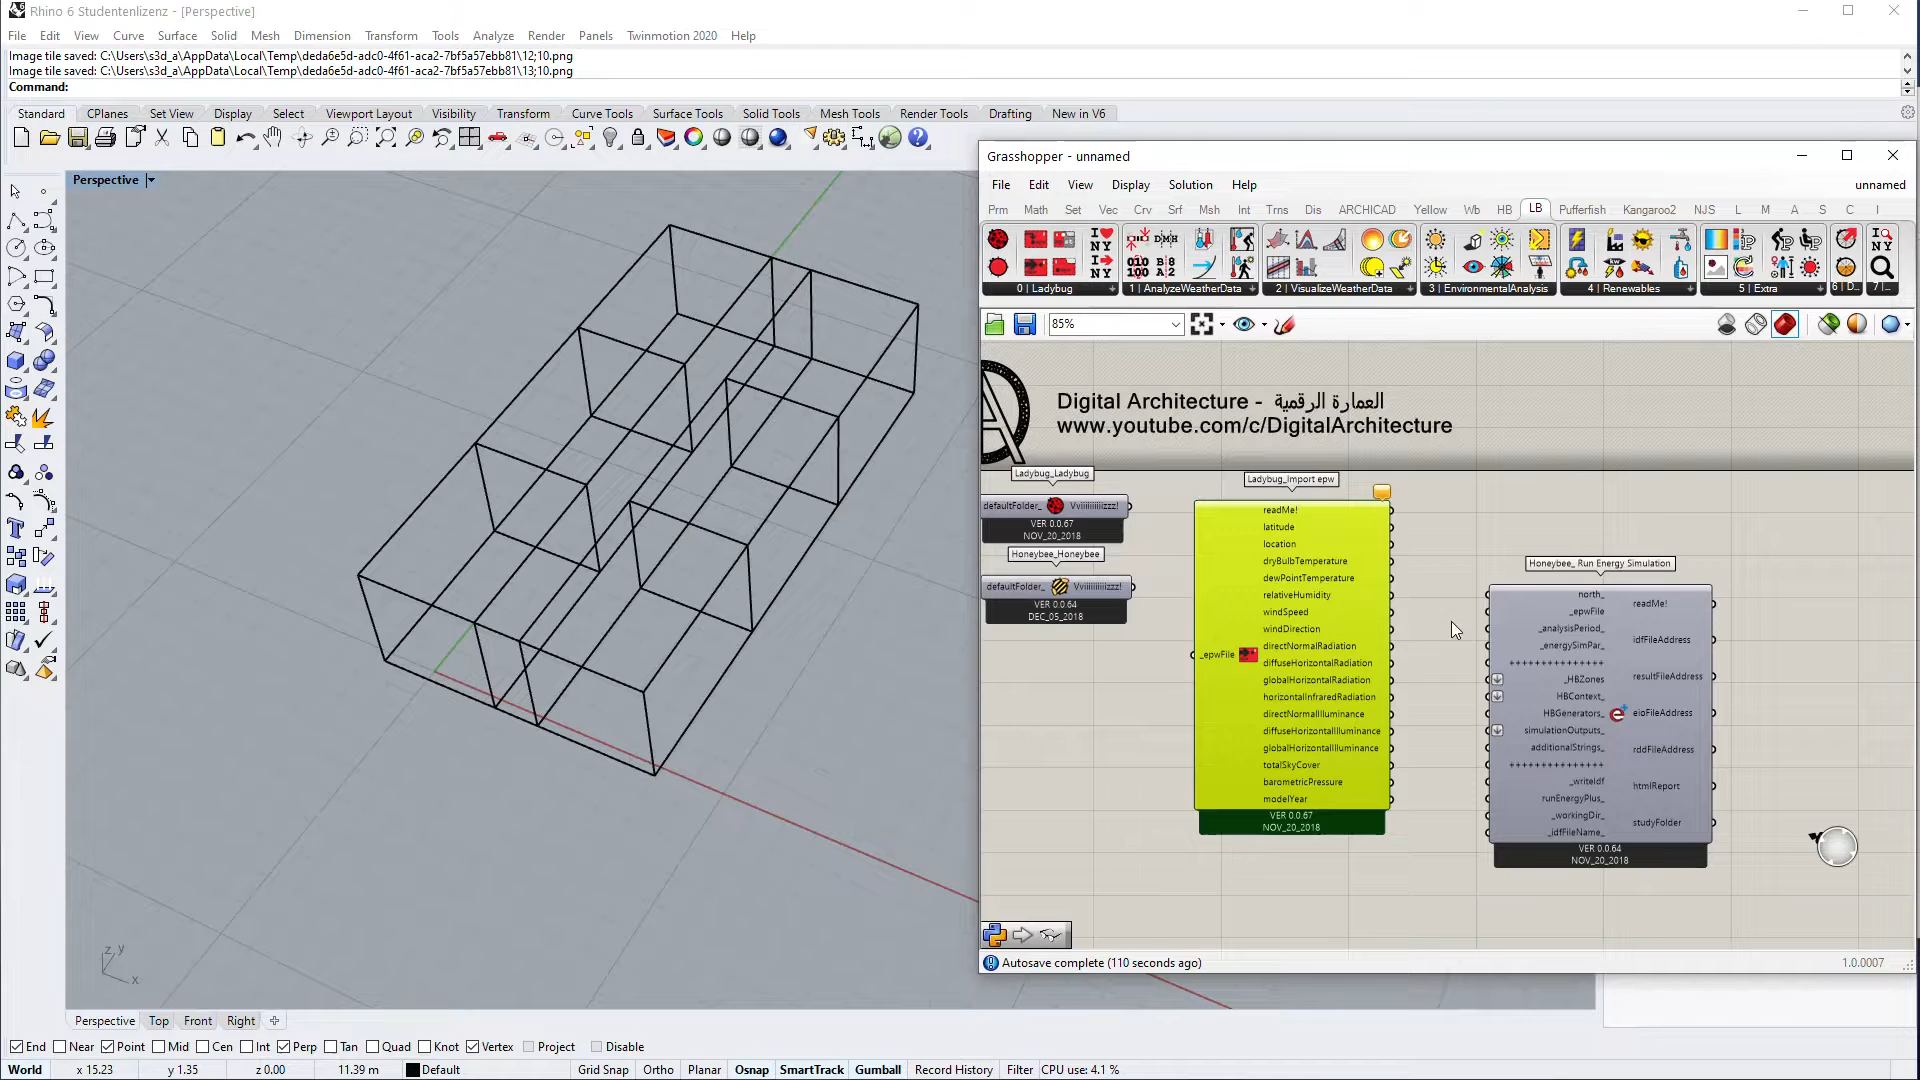 Rhino 6 Studentenlizenz - [Perspective]
File Edit View Curve Surface Solid Mesh Dimension Transform Tools Analyze Render Panels Twinmotion 2020 Help
Image tile saved: C:\Users\s3d_a\AppData\Local\Temp\deda6e5d-adc0-4f61-aca2-7bf5a57ebb81\12;10.png
Image tile saved: C:\Users\s3d_a\AppData\Local\Temp\deda6e5d-adc0-4f61-aca2-7bf5a57ebb81\13;10.png
Command:
Standard CPlanes Set View Display Select Viewport Layout Visibility Transform Curve Tools Surface Tools Solid Tools Mesh Tools Render Tools Drafting New in V6
Perspective
z y
x
Grasshopper - unnamed
File Edit View Display Solution Help unnamed
Prm Math Set Vec Crv Srf Msh Int Trns Dis ARCHICAD Yellow Wb HB LB Pufferfish Kangaroo2 NJS L M A S C I
0 | Ladybug 1 | AnalyzeWeatherData 2 | VisualizeWeatherData 3 | EnvironmentalAnalysis 4 | Renewables 5 | Extra 6 | D... 7 |...
85%
Digital Architecture - العمارة الرقمية
www.youtube.com/c/DigitalArchitecture
Ladybug_Ladybug
defaultFolder_ Vviiiiiiiiiizzz!
VER 0.0.67
NOV_20_2018
Honeybee_Honeybee
defaultFolder_ Vviiiiiiiiiizzz!
VER 0.0.64
DEC_05_2018
Ladybug_Import epw
_epwFile
readMe!
latitude
location
dryBulbTemperature
dewPointTemperature
relativeHumidity
windSpeed
windDirection
directNormalRadiation
diffuseHorizontalRadiation
globalHorizontalRadiation
horizontalInfraredRadiation
directNormalIlluminance
diffuseHorizontalIlluminance
globalHorizontalIlluminance
totalSkyCover
barometricPressure
modelYear
VER 0.0.67
NOV_20_2018
Honeybee_ Run Energy Simulation
north_
_epwFile
_analysisPeriod_
_energySimPar_
+++++++++++++++
_HBZones
HBContext_
HBGenerators_
simulationOutputs_
additionalStrings_
+++++++++++++++
_writeIdf
runEnergyPlus_
_workingDir_
_idfFileName_
readMe!
idfFileAddress
resultFileAddress
eioFileAddress
rddFileAddress
htmlReport
studyFolder
VER 0.0.64
NOV_20_2018
Autosave complete (110 seconds ago) 1.0.0007
Perspective Top Front Right
End Near Point Mid Cen Int Perp Tan Quad Knot Vertex Project Disable
World x 15.23 y 1.35 z 0.00 11.39 m Default Grid Snap Ortho Planar Osnap SmartTrack Gumball Record History Filter CPU use: 4.1 %